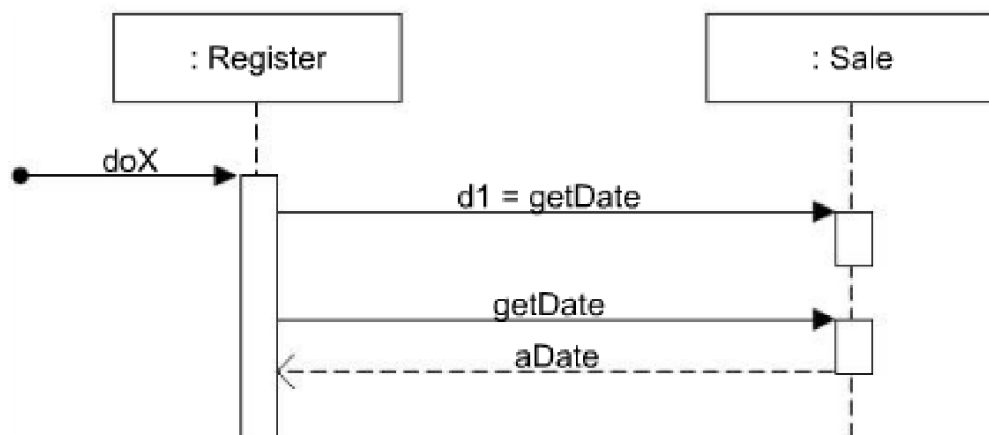 : Register
: Sale
doX
d1 = getDate
getDate
aDate